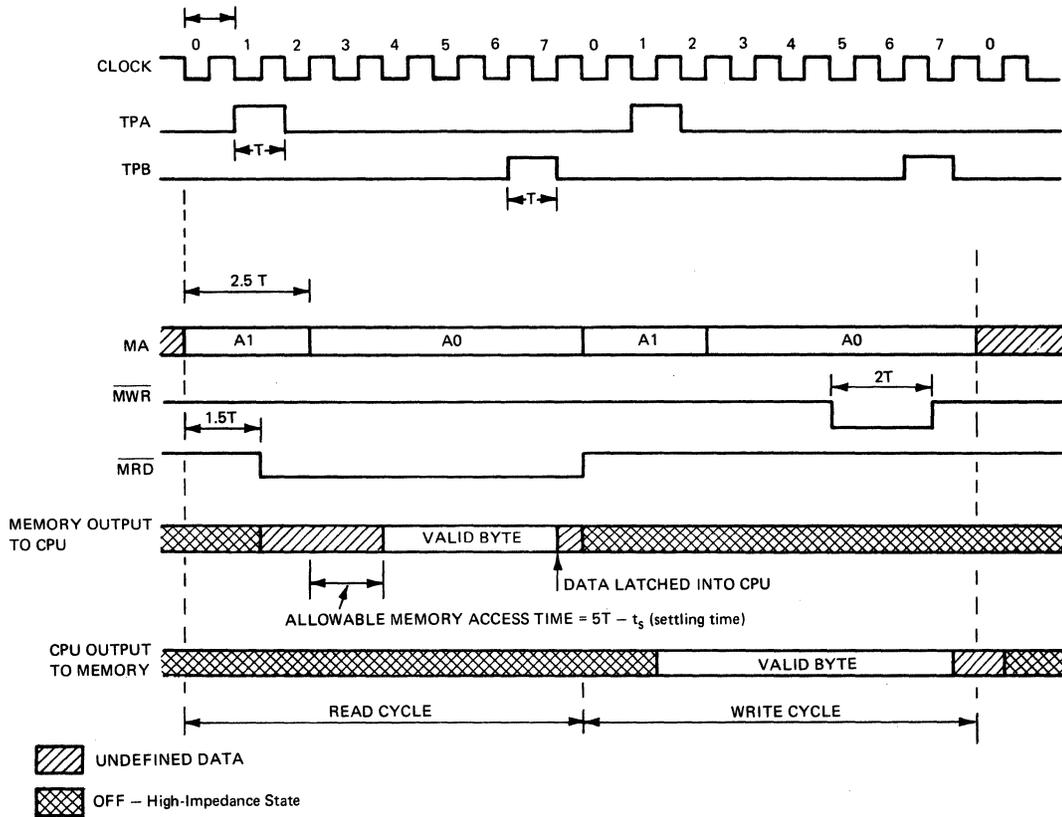 0 1 2 3 4 5 6 7 0 1 2 3 4 5 6 7 0
CLOCK
TPA
T
TPB
T
2.5 T
MA A1 A0 A1 A0
MWR 2T
1.5T
MRD
MEMORY OUTPUT
TO CPU
VALID BYTE
DATA LATCHED INTO CPU
ALLOWABLE MEMORY ACCESS TIME = 5T – ts (settling time)
CPU OUTPUT
TO MEMORY
VALID BYTE
READ CYCLE WRITE CYCLE
UNDEFINED DATA
OFF – High-Impedance State